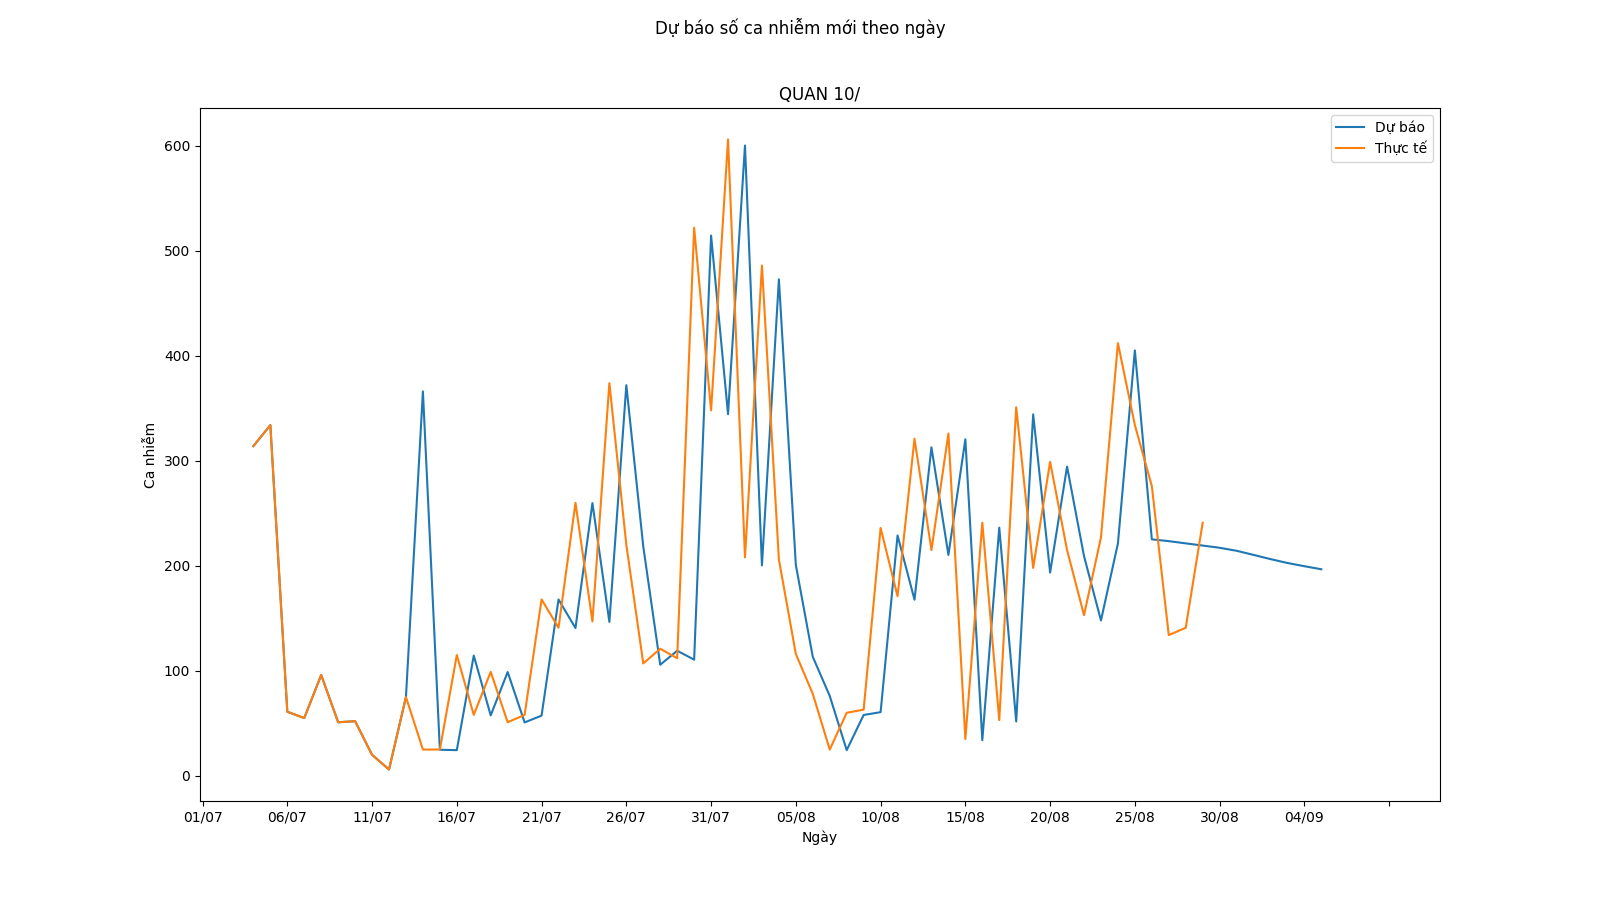 Dự báo số ca nhiễm mới theo ngày
QUAN 10/
Dự báo
Thực tế
600
500
400
300
200
100
0
Ca nhiễm
01/07 06/07 11/07 16/07 21/07 26/07 31/07 05/08 10/08 15/08 20/08 25/08 30/08 04/09
Ngày